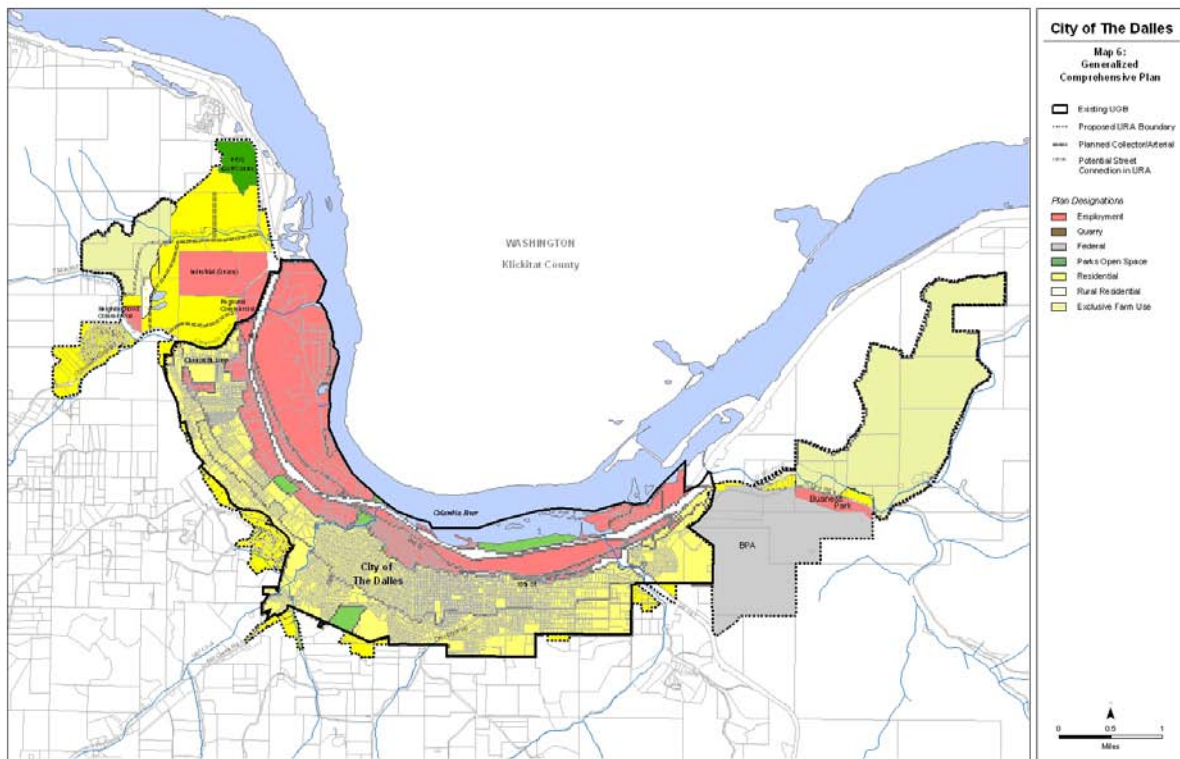 City of The Dalles
Map 6:
Generalized
Comprehensive Plan
Existing UGB
Proposed URA Boundary
Planned Collector/Arterial
Potential Street
Connection in URA
Plan Designations
Employment
Quarry
Federal
Parks Open Space
Residential
Rural Residential
Exclusive Farm Use
0 0.5 1
Miles
WASHINGTON
Klickitat County
Industrial
Neighborhood
Columbia River
Business
Park
BPA
City of
The Dalles